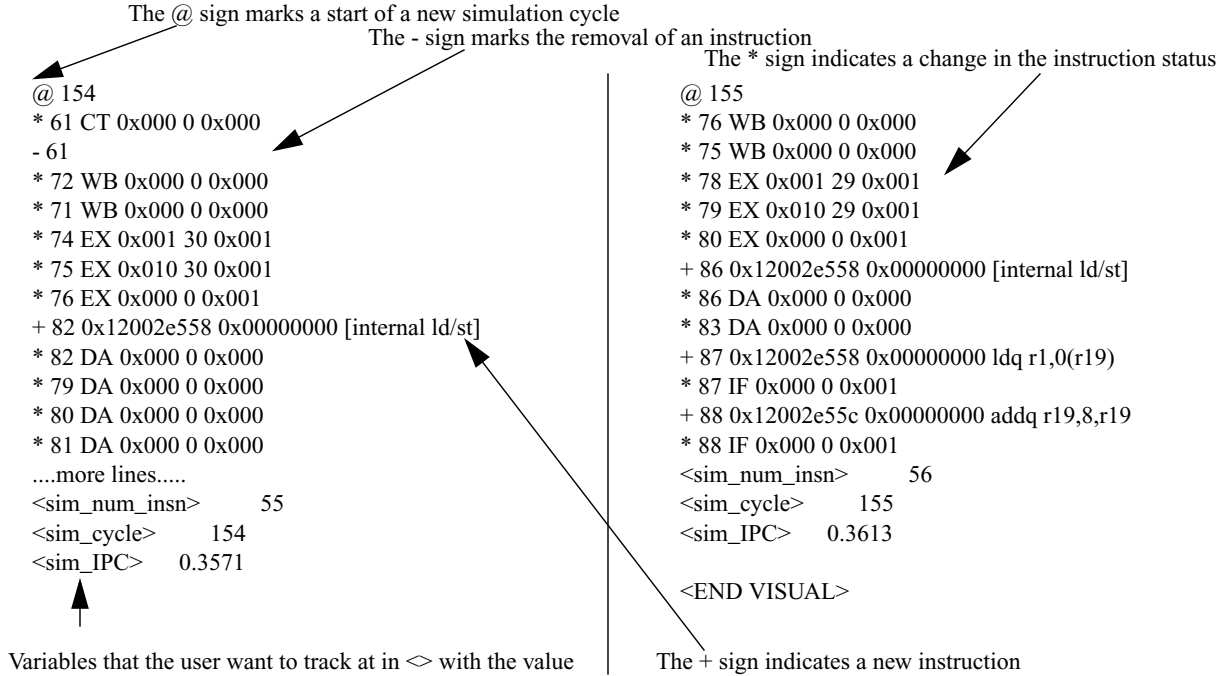 The @ sign marks a start of a new simulation cycle
The - sign marks the removal of an instruction
The * sign indicates a change in the instruction status
@ 154
* 61 CT 0x000 0 0x000
- 61
* 72 WB 0x000 0 0x000
* 71 WB 0x000 0 0x000
* 74 EX 0x001 30 0x001
* 75 EX 0x010 30 0x001
* 76 EX 0x000 0 0x001
+ 82 0x12002e558 0x00000000 [internal ld/st]
* 82 DA 0x000 0 0x000
* 79 DA 0x000 0 0x000
* 80 DA 0x000 0 0x000
* 81 DA 0x000 0 0x000
....more lines.....
<sim_num_insn> 55
<sim_cycle> 154
<sim_IPC> 0.3571
Variables that the user want to track at in <> with the value
@ 155
* 76 WB 0x000 0 0x000
* 75 WB 0x000 0 0x000
* 78 EX 0x001 29 0x001
* 79 EX 0x010 29 0x001
* 80 EX 0x000 0 0x001
+ 86 0x12002e558 0x00000000 [internal ld/st]
* 86 DA 0x000 0 0x000
* 83 DA 0x000 0 0x000
+ 87 0x12002e558 0x00000000 ldq r1,0(r19)
* 87 IF 0x000 0 0x001
+ 88 0x12002e55c 0x00000000 addq r19,8,r19
* 88 IF 0x000 0 0x001
<sim_num_insn> 56
<sim_cycle> 155
<sim_IPC> 0.3613
<END VISUAL>
The + sign indicates a new instruction